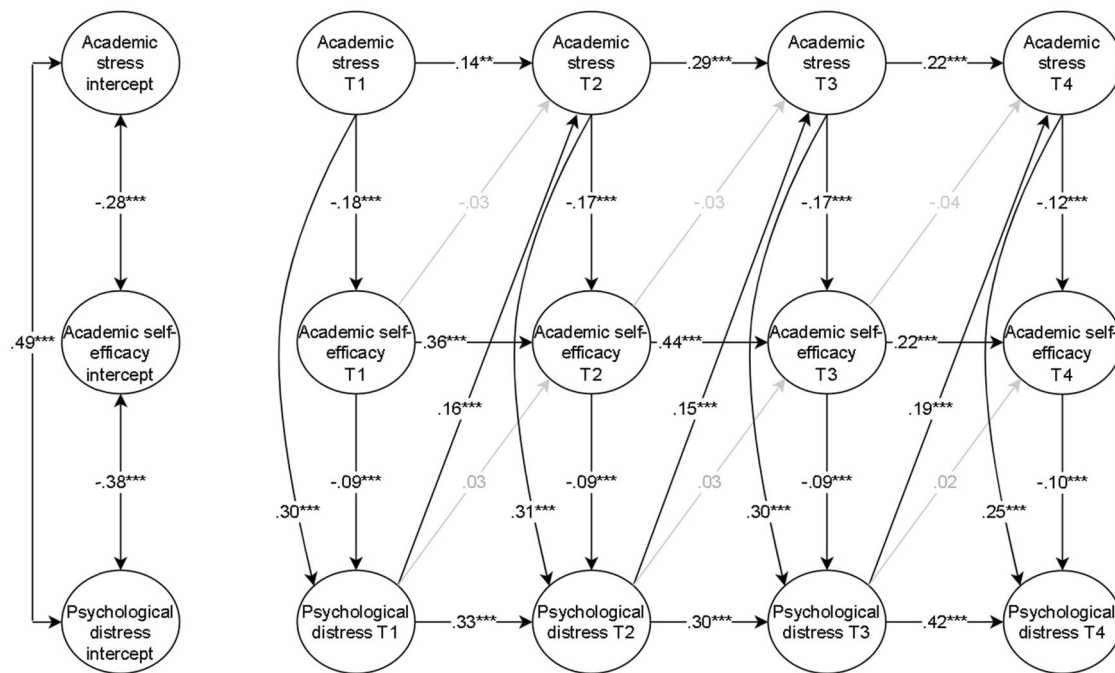 Academic
stress
intercept
Academic
stress
T1
.14**
Academic
stress
T2
.29***
Academic
stress
T3
.22***
Academic
stress
T4
-.28***
-.18***
-.03
-.17***
-.03
-.17***
-.04
-.12***
.49***
Academic self-
efficacy
intercept
Academic self-
efficacy
T1
.36***
Academic self-
efficacy
T2
.44***
Academic self-
efficacy
T3
.22***
Academic self-
efficacy
T4
.16***
.15***
.19***
-.38***
.30***
-.09***
.03
.31***
-.09***
.03
.30***
-.09***
.02
.25***
-.10***
Psychological
distress
intercept
Psychological
distress T1
.33***
Psychological
distress T2
.30***
Psychological
distress T3
.42***
Psychological
distress T4